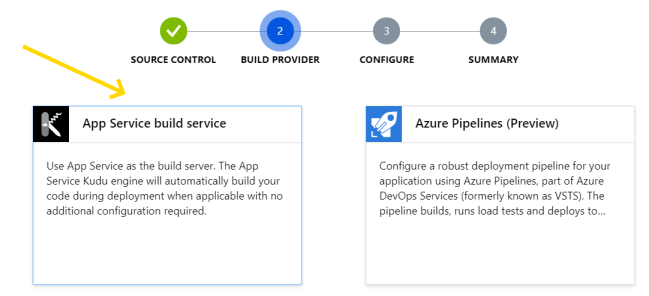 2
3
4
SOURCE CONTROL
BUILD PROVIDER
CONFIGURE
SUMMARY
App Service build service
Use App Service as the build server. The App
Service Kudu engine will automatically build your
code during deployment when applicable with no
additional configuration required.
Azure Pipelines (Preview)
Configure a robust deployment pipeline for your
application using Azure Pipelines, part of Azure
DevOps Services (formerly known as VSTS). The
pipeline builds, runs load tests and deploys to...